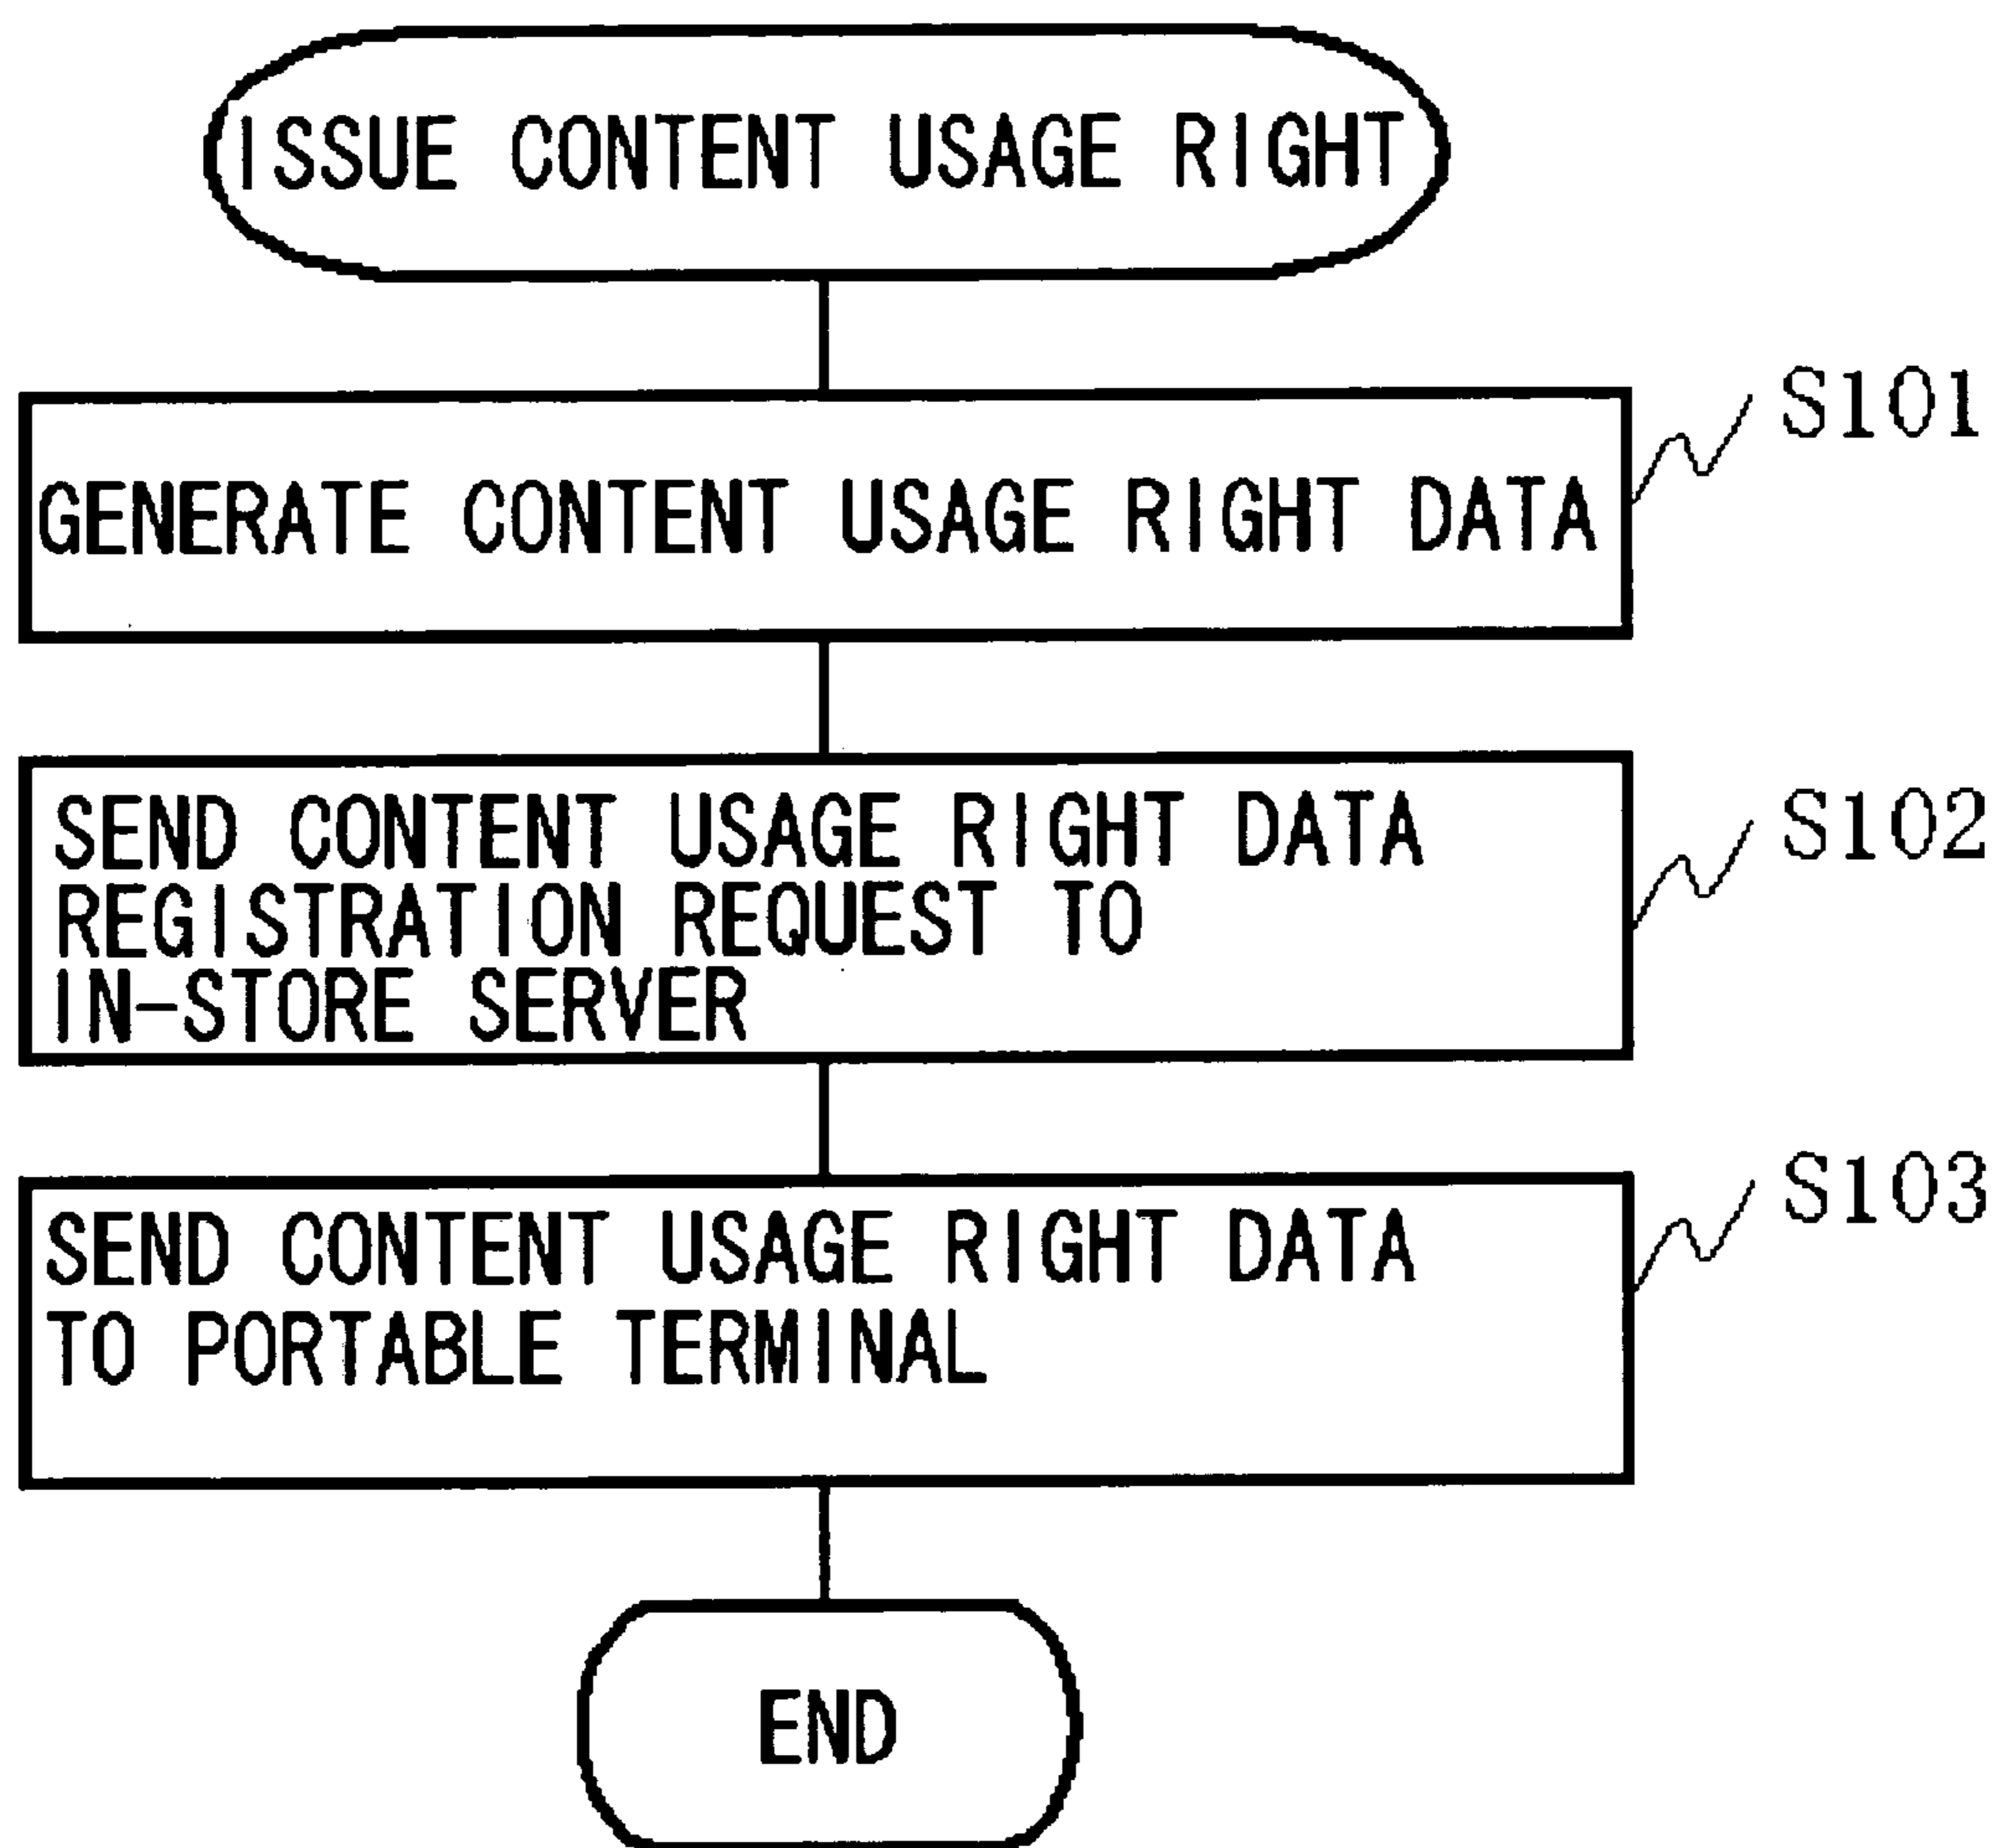 ISSUE CONTENT USAGE RIGHT
S101
GENERATE CONTENT USAGE RIGHT DATA
S102
SEND CONTENT USAGE RIGHT DATA
REGISTRATION REQUEST TO
IN-STORE SERVER
S103
SEND CONTENT USAGE RIGHT DATA
TO PORTABLE TERMINAL
END